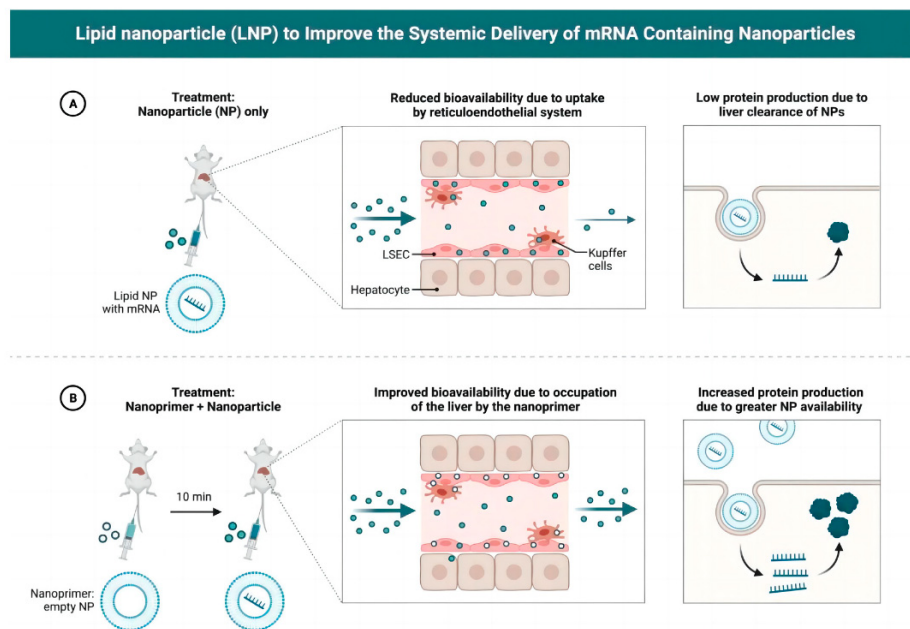 Lipid nanoparticle (LNP) to Improve the Systemic Delivery of mRNA Containing Nanoparticles
A
Treatment:
Nanoparticle (NP) only
Reduced bioavailability due to uptake
by reticuloendothelial system
Low protein production due to
liver clearance of NPs
LSEC
Kupffer
cells
Hepatocyte
Lipid NP
with mRNA
B
Treatment:
Nanoprimer + Nanoparticle
Improved bioavailability due to occupation
of the liver by the nanoprimer
Increased protein production
due to greater NP availability
10 min
Nanoprimer:
empty NP